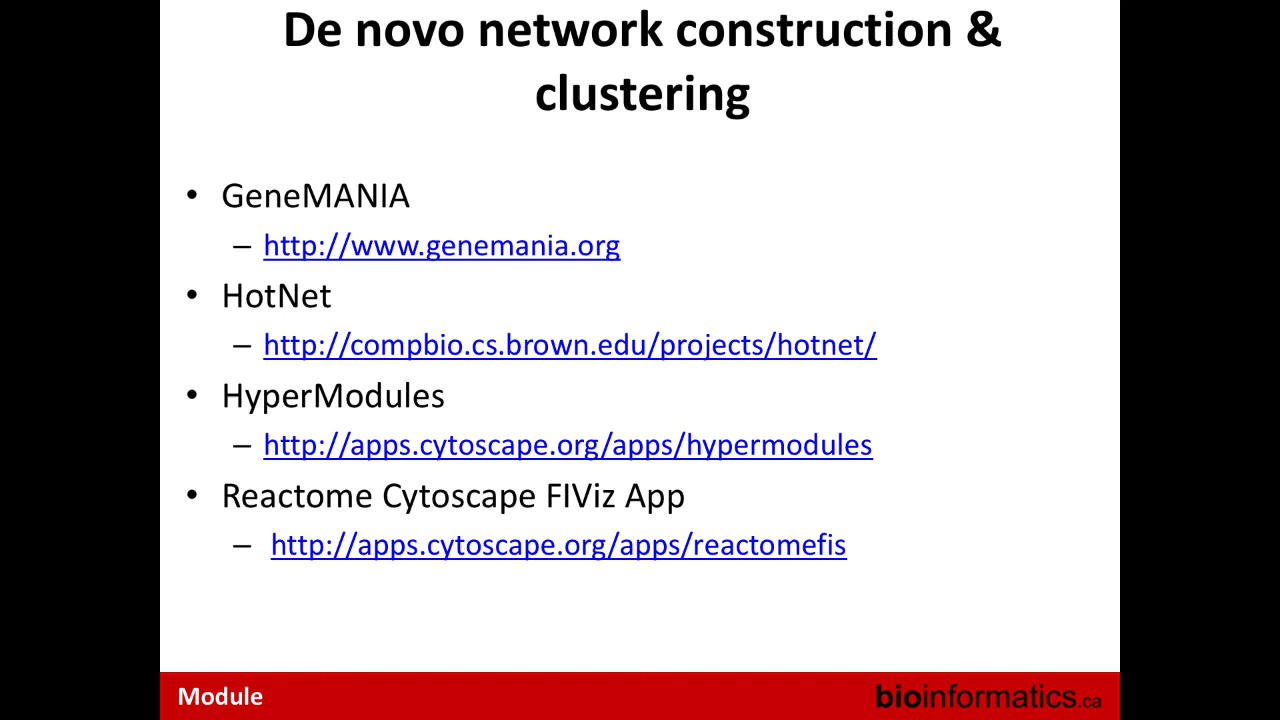 De novo network construction &
clustering
• GeneMANIA
– http://www.genemania.org
• HotNet
– http://compbio.cs.brown.edu/projects/hotnet/
• HyperModules
– http://apps.cytoscape.org/apps/hypermodules
• Reactome Cytoscape FIViz App
– http://apps.cytoscape.org/apps/reactomefis
Module
bioinformatics.ca